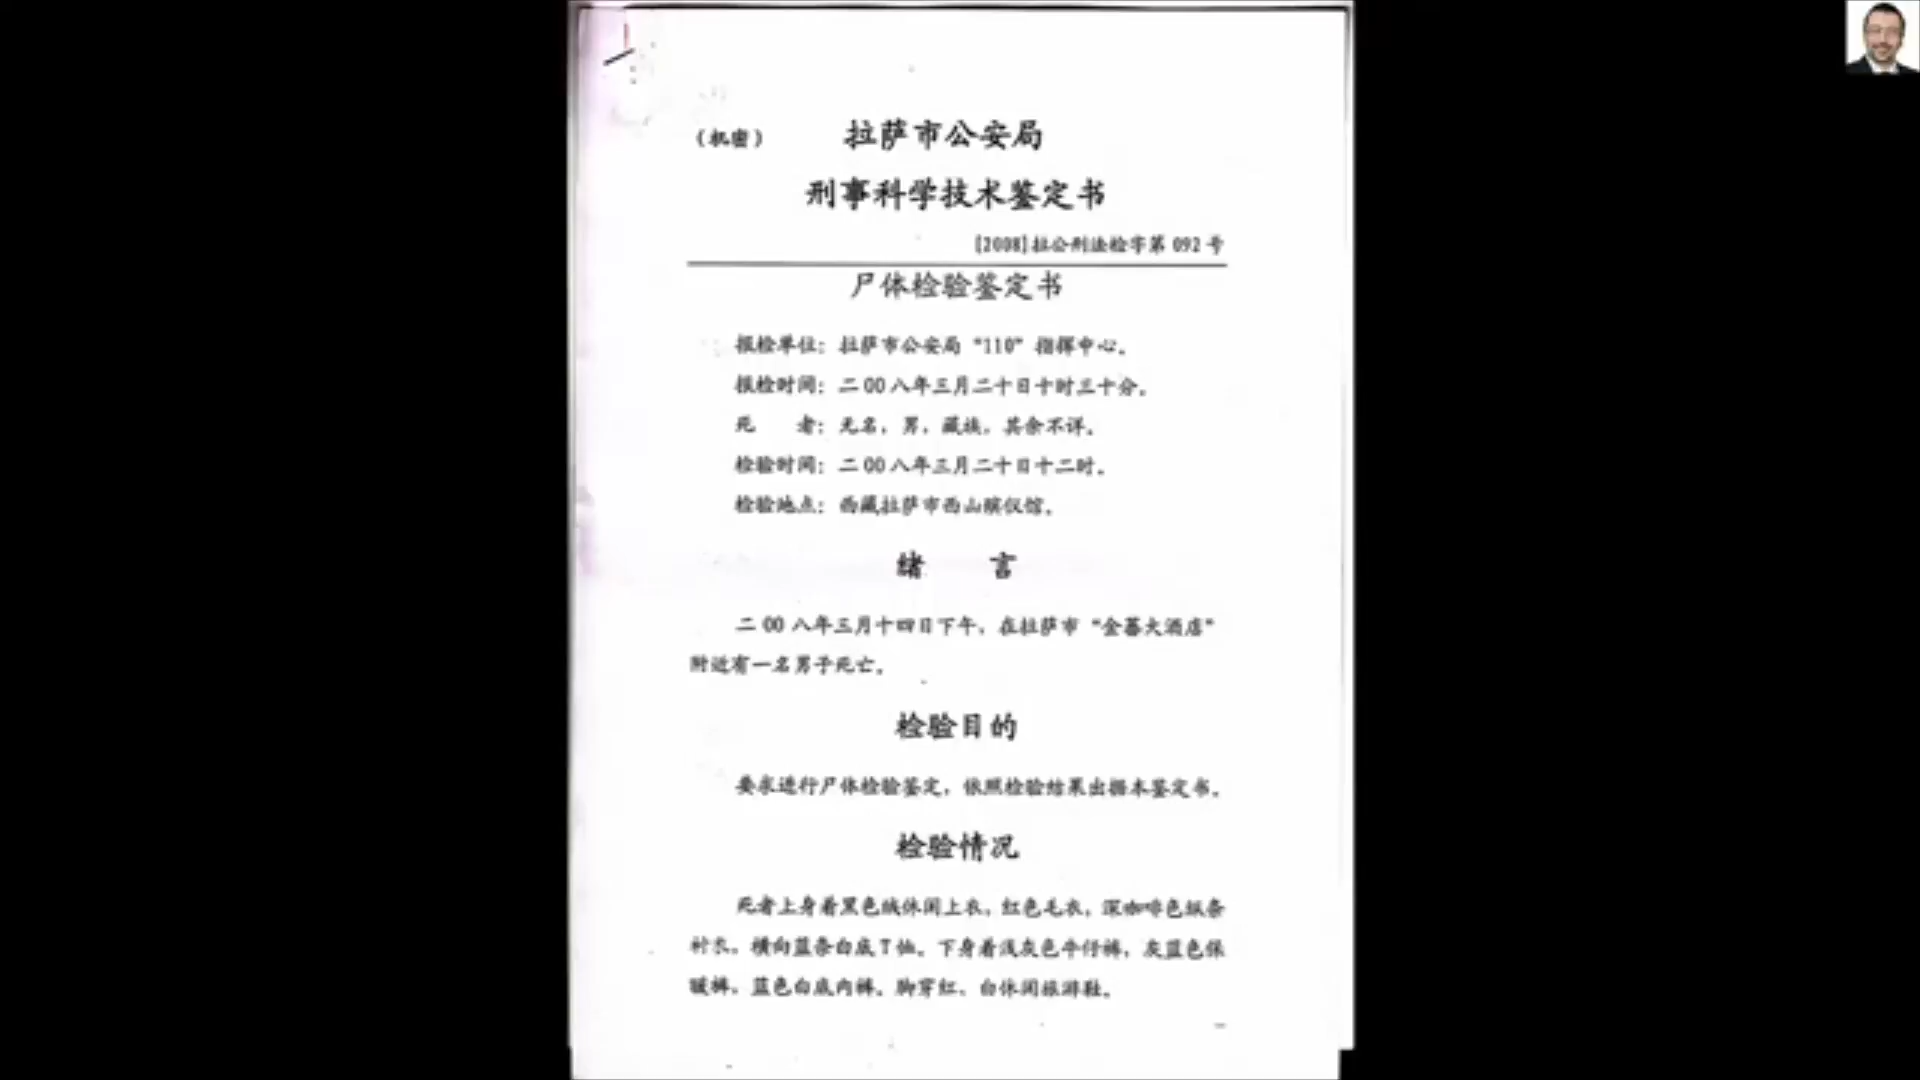 （机密）
拉萨市公安局
刑事科学技术鉴定书
[2008]拉公刑法检字第 092 号
尸体检验鉴定书
报检单位：拉萨市公安局“110”指挥中心。
报检时间：二 00 八年三月二十日十时三十分。
死　　者：无名，男，藏族，其余不详。
检验时间：二 00 八年三月二十日十二时。
检验地点：西藏拉萨市西山殡仪馆。
绪　　言
二 00 八年三月十四日下午，在拉萨市“金蕃大酒店”
附近有一名男子死亡。
检验目的
要求进行尸体检验鉴定，依照检验结果出据本鉴定书。
检验情况
死者上身着黑色绒休闲上衣，红色毛衣，深咖啡色纵条
衬衣，横向蓝条白底T恤。下身着浅灰色牛仔裤，灰蓝色保
暖裤，蓝色白底内裤。脚穿红、白休闲旅游鞋。